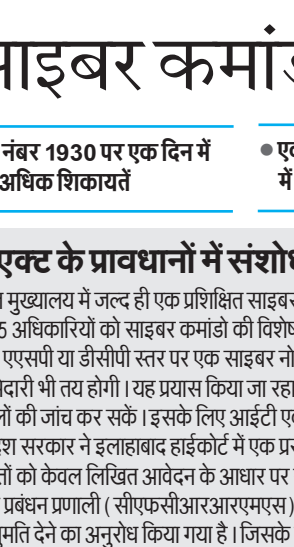 साइबर कमांड
नंबर 1930 पर एक दिन में
अधिक शिकायतें
● एक
में
एक्ट के प्रावधानों में संशोध
मुख्यालय में जल्द ही एक प्रशिक्षित साइबर
5 अधिकारियों को साइबर कमांडो की विशेष
एएसपी या डीसीपी स्तर पर एक साइबर नो
दारी भी तय होगी। यह प्रयास किया जा रहा
लों की जांच कर सकें। इसके लिए आईटी ए
श सरकार ने इलाहाबाद हाईकोर्ट में एक प्र
तों को केवल लिखित आवेदन के आधार पर
प्रबंधन प्रणाली ( सीएफसीआरआरएमएस )
मति देने का अनुरोध किया गया है। जिसके